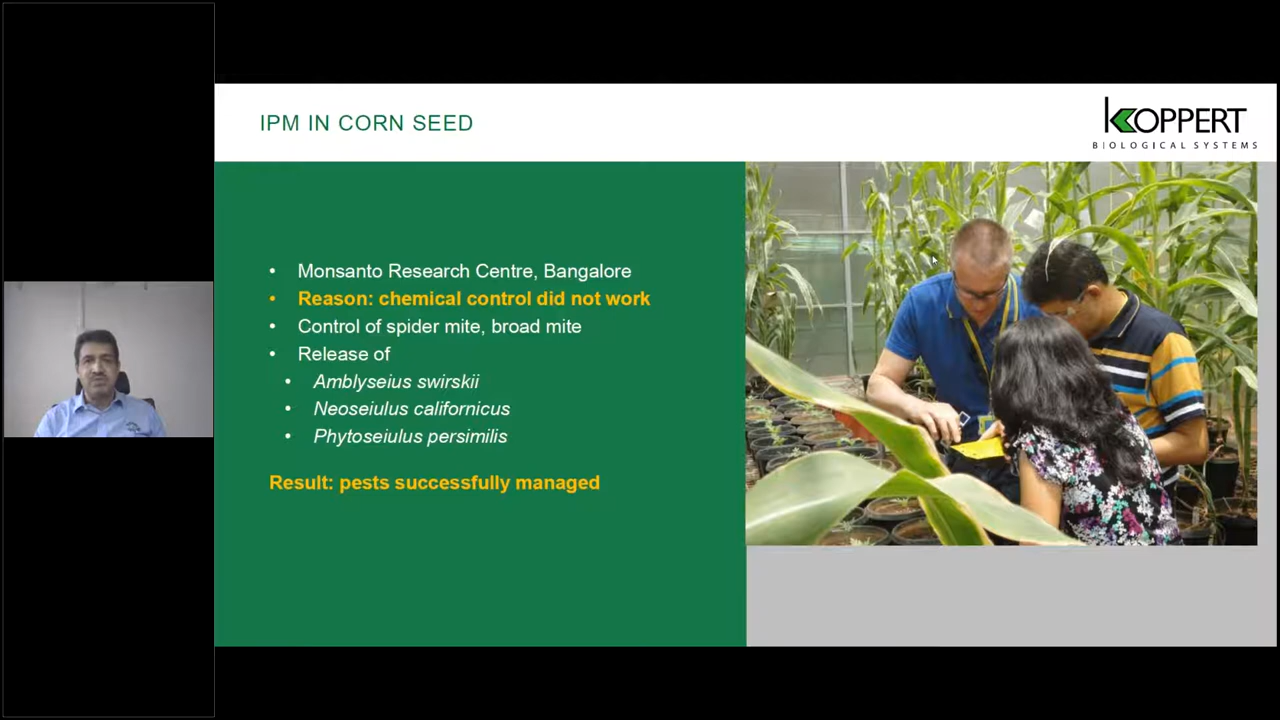 IPM IN CORN SEED
KOPPERT
BIOLOGICAL SYSTEMS
• Monsanto Research Centre, Bangalore
• Reason: chemical control did not work
• Control of spider mite, broad mite
• Release of
• Amblyseius swirskii
• Neoseiulus californicus
• Phytoseiulus persimilis
Result: pests successfully managed